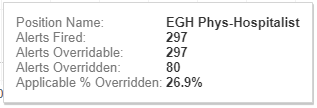 Position Name: EGH Phys-Hospitalist
Alerts Fired: 297
Alerts Overridable: 297
Alerts Overridden: 80
Applicable % Overridden: 26.9%